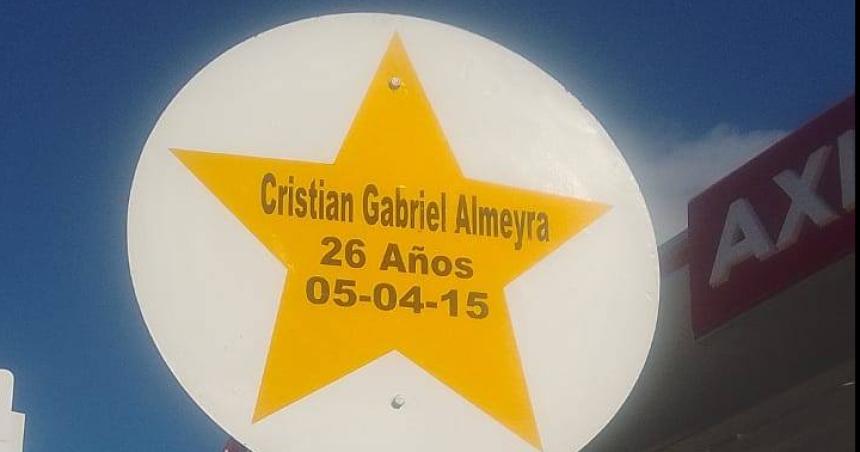 Cristian Gabriel Almeyra
26 Años
05-04-15
AXI